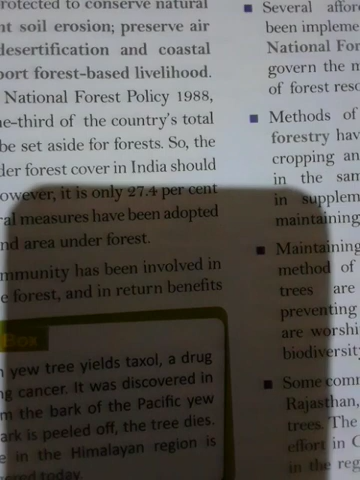 rotected to conserve natural
nt soil erosion; preserve air
desertification and coastal
port forest-based livelihood.
National Forest Policy 1988,
ne-third of the country's total
be set aside for forests. So, the
der forest cover in India should
owever, it is only 27.4 per cent
ral measures have been adopted
nd area under forest.
mmunity has been involved in
e forest, and in return benefits
Box
n yew tree yields taxol, a drug
ng cancer. It was discovered in
m the bark of the Pacific yew
ark is peeled off, the tree dies.
e in the Himalayan region is
ered today.
Several affor
been impleme
National For
govern the m
of forest reso
Methods of
forestry hav
cropping an
in the sam
in supplem
maintaining
Maintaining
method of
trees are
preventing
are worshi
biodiversity
Some com
Rajasthan,
trees. The
effort in C
in the reg